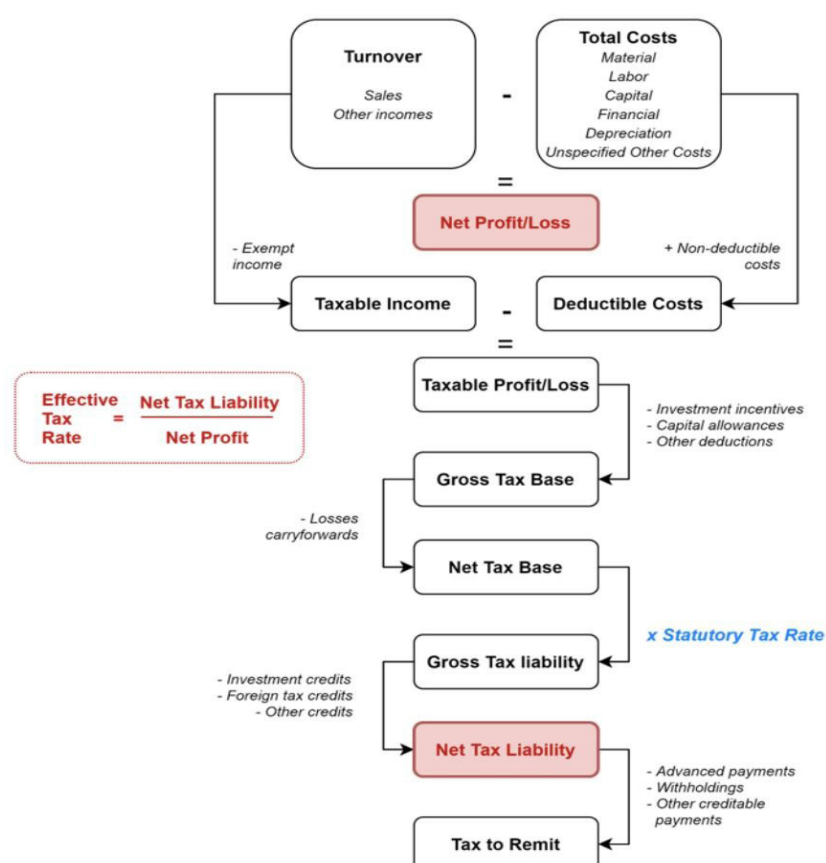 Turnover
Sales
Other incomes
-
Total Costs
Material
Labor
Capital
Financial
Depreciation
Unspecified Other Costs
=
Net Profit/Loss
- Exempt
income
+ Non-deductible
costs
Taxable Income
-
Deductible Costs
=
Taxable Profit/Loss
Effective
Tax
Rate
=
Net Tax Liability
Net Profit
- Investment incentives
- Capital allowances
- Other deductions
Gross Tax Base
- Losses
carryforwards
Net Tax Base
x Statutory Tax Rate
Gross Tax liability
- Investment credits
- Foreign tax credits
- Other credits
Net Tax Liability
- Advanced payments
- Withholdings
- Other creditable
payments
Tax to Remit